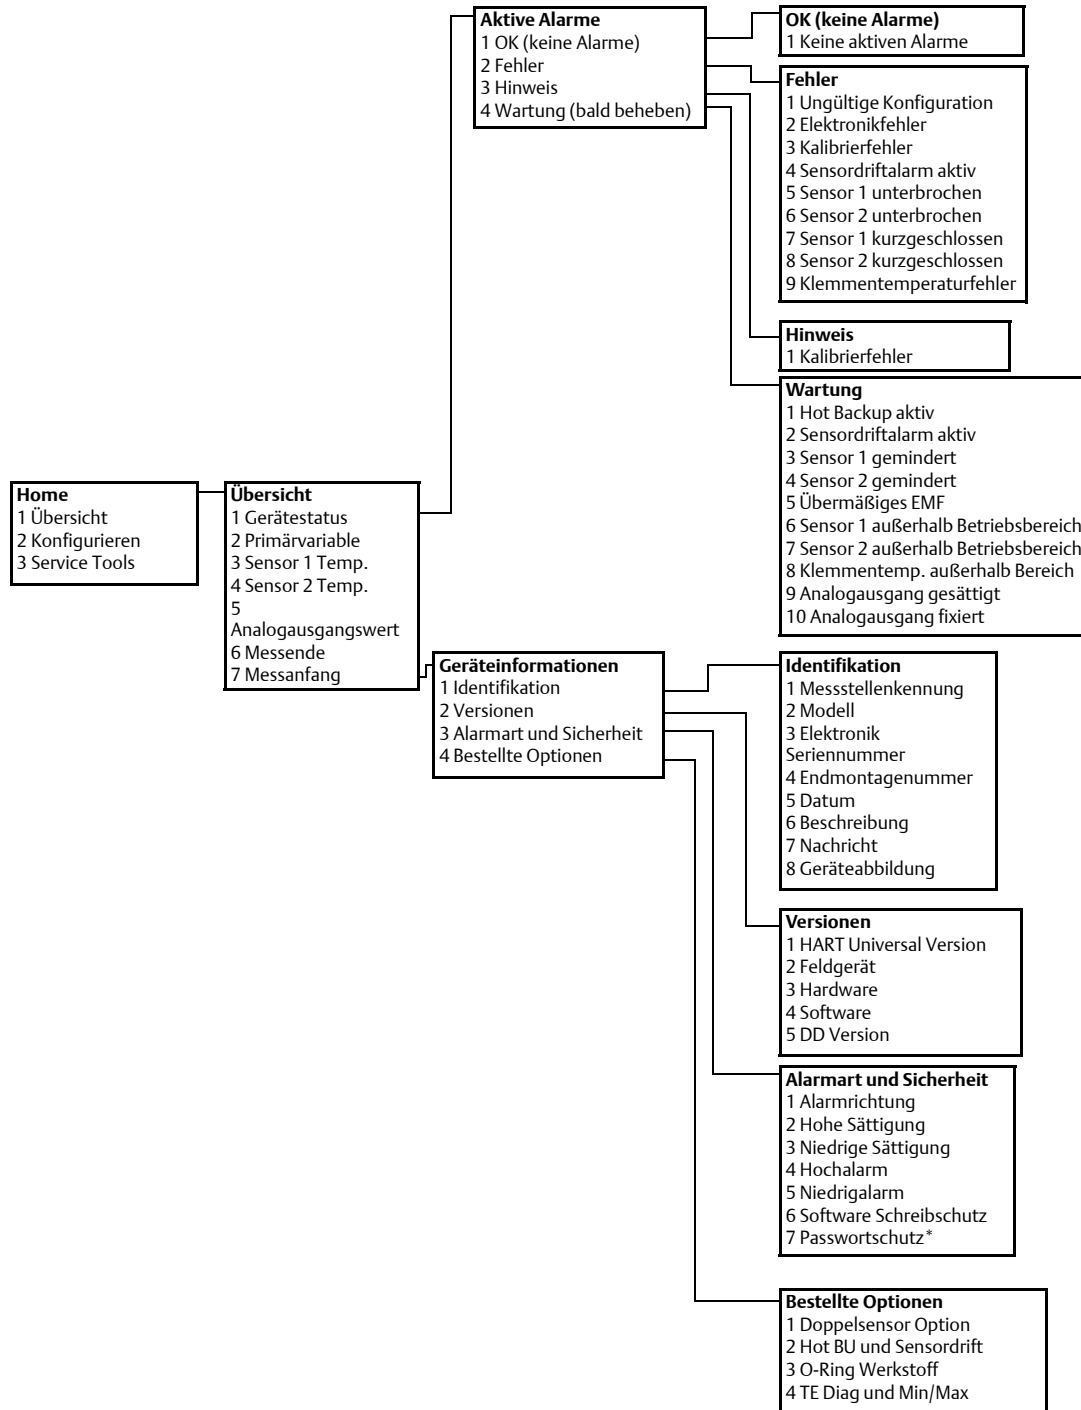 Aktive Alarme
1 OK (keine Alarme)
2 Fehler
3 Hinweis
4 Wartung (bald beheben)
OK (keine Alarme)
1 Keine aktiven Alarme
Fehler
1 Ungültige Konfiguration
2 Elektronikfehler
3 Kalibrierfehler
4 Sensordriftalarm aktiv
5 Sensor 1 unterbrochen
6 Sensor 2 unterbrochen
7 Sensor 1 kurzgeschlossen
8 Sensor 2 kurzgeschlossen
9 Klemmentemperaturfehler
Hinweis
1 Kalibrierfehler
Wartung
1 Hot Backup aktiv
2 Sensordriftalarm aktiv
3 Sensor 1 gemindert
4 Sensor 2 gemindert
5 Übermäßiges EMF
6 Sensor 1 außerhalb Betriebsbereich
7 Sensor 2 außerhalb Betriebsbereich
8 Klemmentemp. außerhalb Bereich
9 Analogausgang gesättigt
10 Analogausgang fixiert
Home
1 Übersicht
2 Konfigurieren
3 Service Tools
Übersicht
1 Gerätestatus
2 Primärvariable
3 Sensor 1 Temp.
4 Sensor 2 Temp.
5
Analogausgangswert
6 Messende
7 Messanfang
Geräteinformationen
1 Identifikation
2 Versionen
3 Alarmart und Sicherheit
4 Bestellte Optionen
Identifikation
1 Messstellenkennung
2 Modell
3 Elektronik
Seriennummer
4 Endmontagenummer
5 Datum
6 Beschreibung
7 Nachricht
8 Geräteabbildung
Versionen
1 HART Universal Version
2 Feldgerät
3 Hardware
4 Software
5 DD Version
Alarmart und Sicherheit
1 Alarmrichtung
2 Hohe Sättigung
3 Niedrige Sättigung
4 Hochalarm
5 Niedrigalarm
6 Software Schreibschutz
7 Passwortschutz*
Bestellte Optionen
1 Doppelsensor Option
2 Hot BU und Sensordrift
3 O-Ring Werkstoff
4 TE Diag und Min/Max